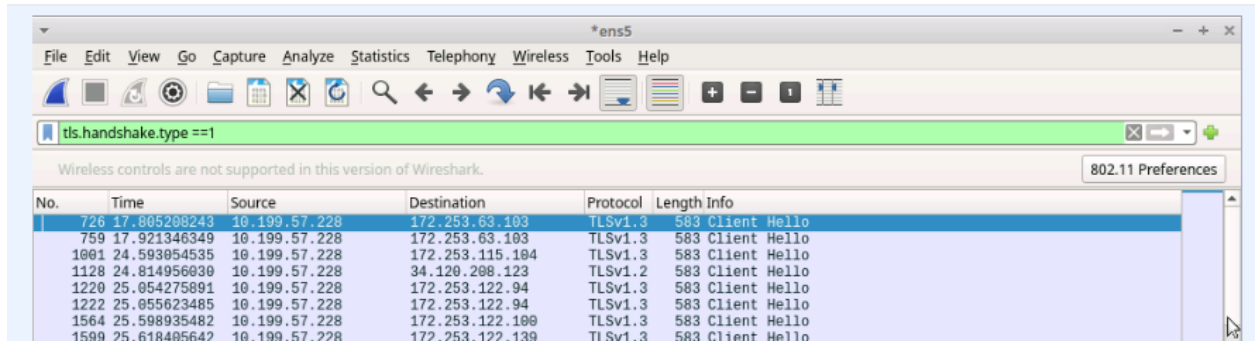 *ens5
File Edit View Go Capture Analyze Statistics Telephony Wireless Tools Help
tls.handshake.type ==1
Wireless controls are not supported in this version of Wireshark. 802.11 Preferences
No. Time Source Destination Protocol Length Info
726 17.805208243 10.199.57.228 172.253.63.103 TLSv1.3 583 Client Hello
759 17.921346349 10.199.57.228 172.253.63.103 TLSv1.3 583 Client Hello
1001 24.593054535 10.199.57.228 172.253.115.104 TLSv1.3 583 Client Hello
1128 24.814956030 10.199.57.228 34.120.208.123 TLSv1.2 583 Client Hello
1220 25.054275891 10.199.57.228 172.253.122.94 TLSv1.3 583 Client Hello
1222 25.055623485 10.199.57.228 172.253.122.94 TLSv1.3 583 Client Hello
1564 25.598935482 10.199.57.228 172.253.122.100 TLSv1.3 583 Client Hello
1599 25.618405642 10.199.57.228 172.253.122.139 TLSv1.3 583 Client Hello